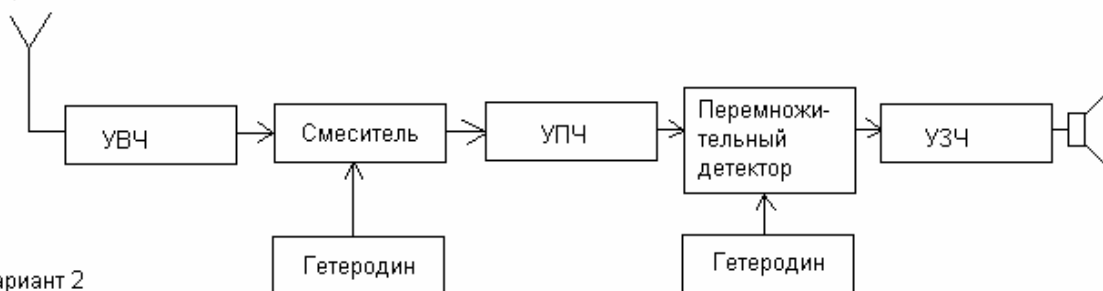 УВЧ
Смеситель
УПЧ
Перемножи-
тельный
детектор
УЗЧ
Гетеродин
Гетеродин
ариант 2